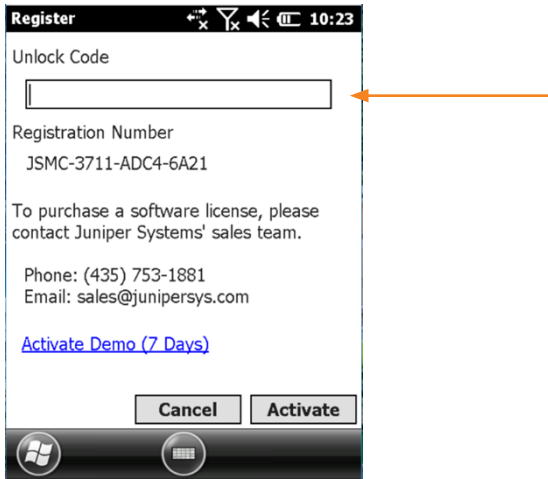 Register 10:23
Unlock Code
Registration Number
JSMC-3711-ADC4-6A21
To purchase a software license, please
contact Juniper Systems' sales team.
Phone: (435) 753-1881
Email: sales@junipersys.com
Activate Demo (7 Days)
Cancel Activate